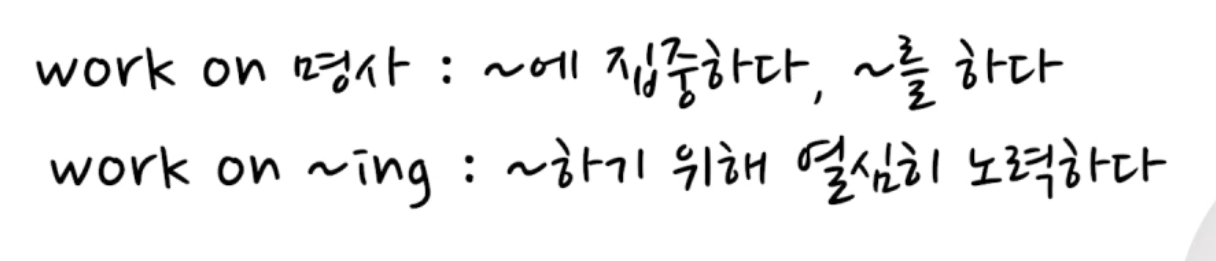 work on 명사 : ~에 집중하다, ~를 하다
work on ~ing : ~하기 위해 열심히 노력하다